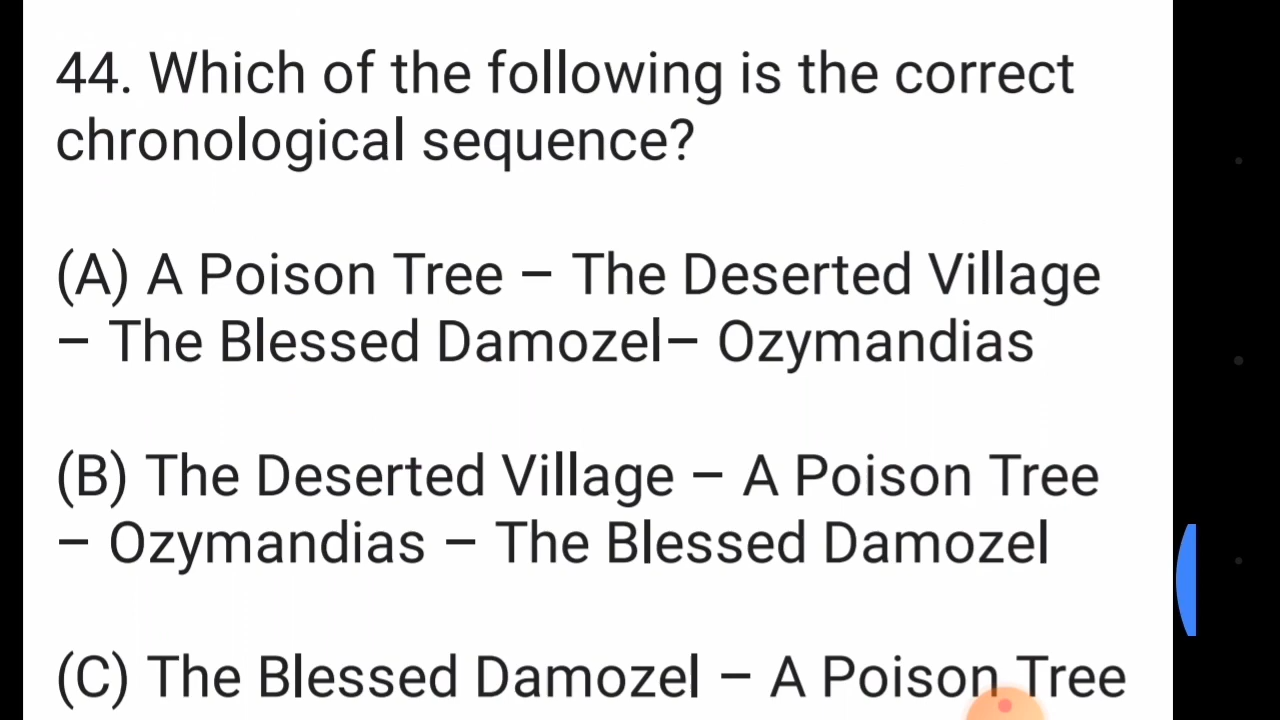 44. Which of the following is the correct
chronological sequence?
(A) A Poison Tree – The Deserted Village
– The Blessed Damozel– Ozymandias
(B) The Deserted Village – A Poison Tree
– Ozymandias – The Blessed Damozel
(C) The Blessed Damozel – A Poison Tree